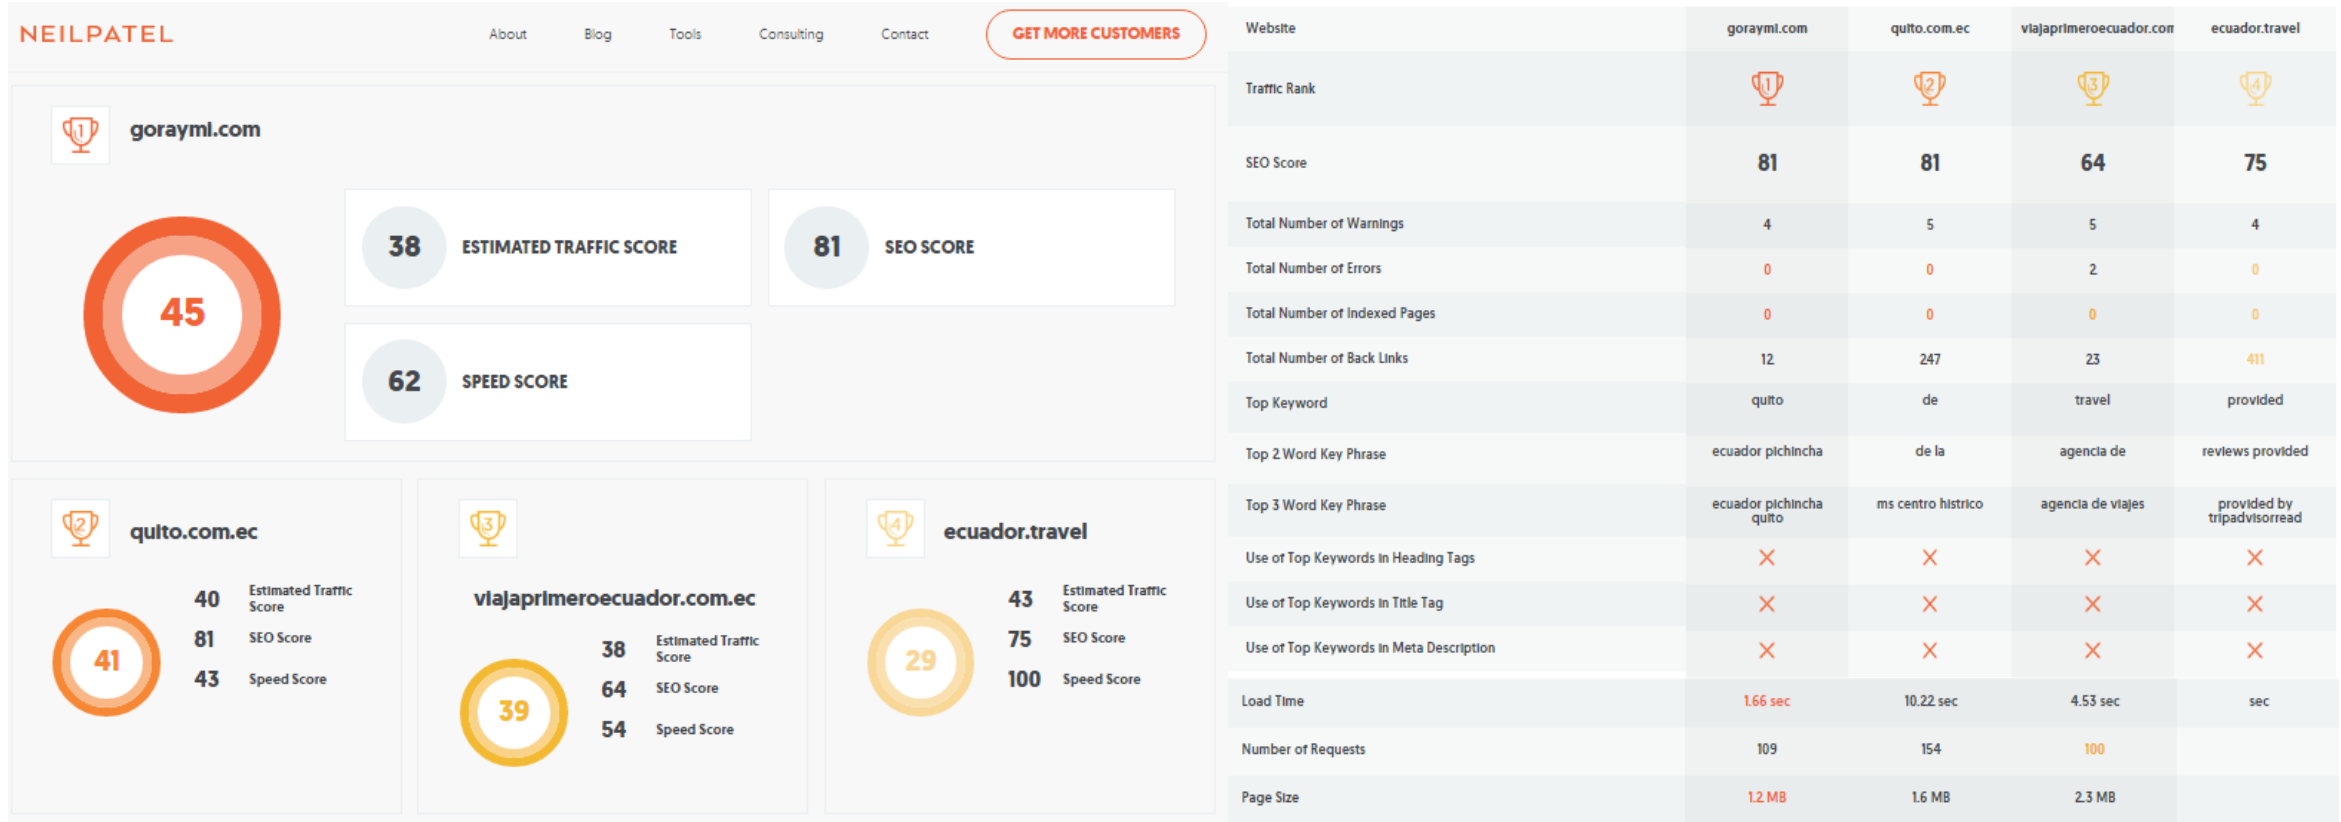 NEILPATEL
About Blog Tools Consulting Contact GET MORE CUSTOMERS
1 goraymi.com
45
38 ESTIMATED TRAFFIC SCORE
81 SEO SCORE
62 SPEED SCORE
2 quito.com.ec
41
40 Estimated Traffic
Score
81 SEO Score
43 Speed Score
3
viajaprimeroecuador.com.ec
39
38 Estimated Traffic
Score
64 SEO Score
54 Speed Score
4 ecuador.travel
29
43 Estimated Traffic
Score
75 SEO Score
100 Speed Score
Website goraymi.com quito.com.ec viajaprimeroecuador.com ecuador.travel
Traffic Rank 1 2 3 4
SEO Score 81 81 64 75
Total Number of Warnings 4 5 5 4
Total Number of Errors 0 0 2 0
Total Number of Indexed Pages 0 0 0 0
Total Number of Back Links 12 247 23 411
Top Keyword quito de travel provided
Top 2 Word Key Phrase ecuador pichincha de la agencia de reviews provided
Top 3 Word Key Phrase ecuador pichincha ms centro histrico agencia de viajes provided by
quito tripadvisorread
Use of Top Keywords in Heading Tags
Use of Top Keywords in Title Tag
Use of Top Keywords in Meta Description
Load Time 1.66 sec 10.22 sec 4.53 sec sec
Number of Requests 109 154 100
Page Size 1.2 MB 1.6 MB 2.3 MB